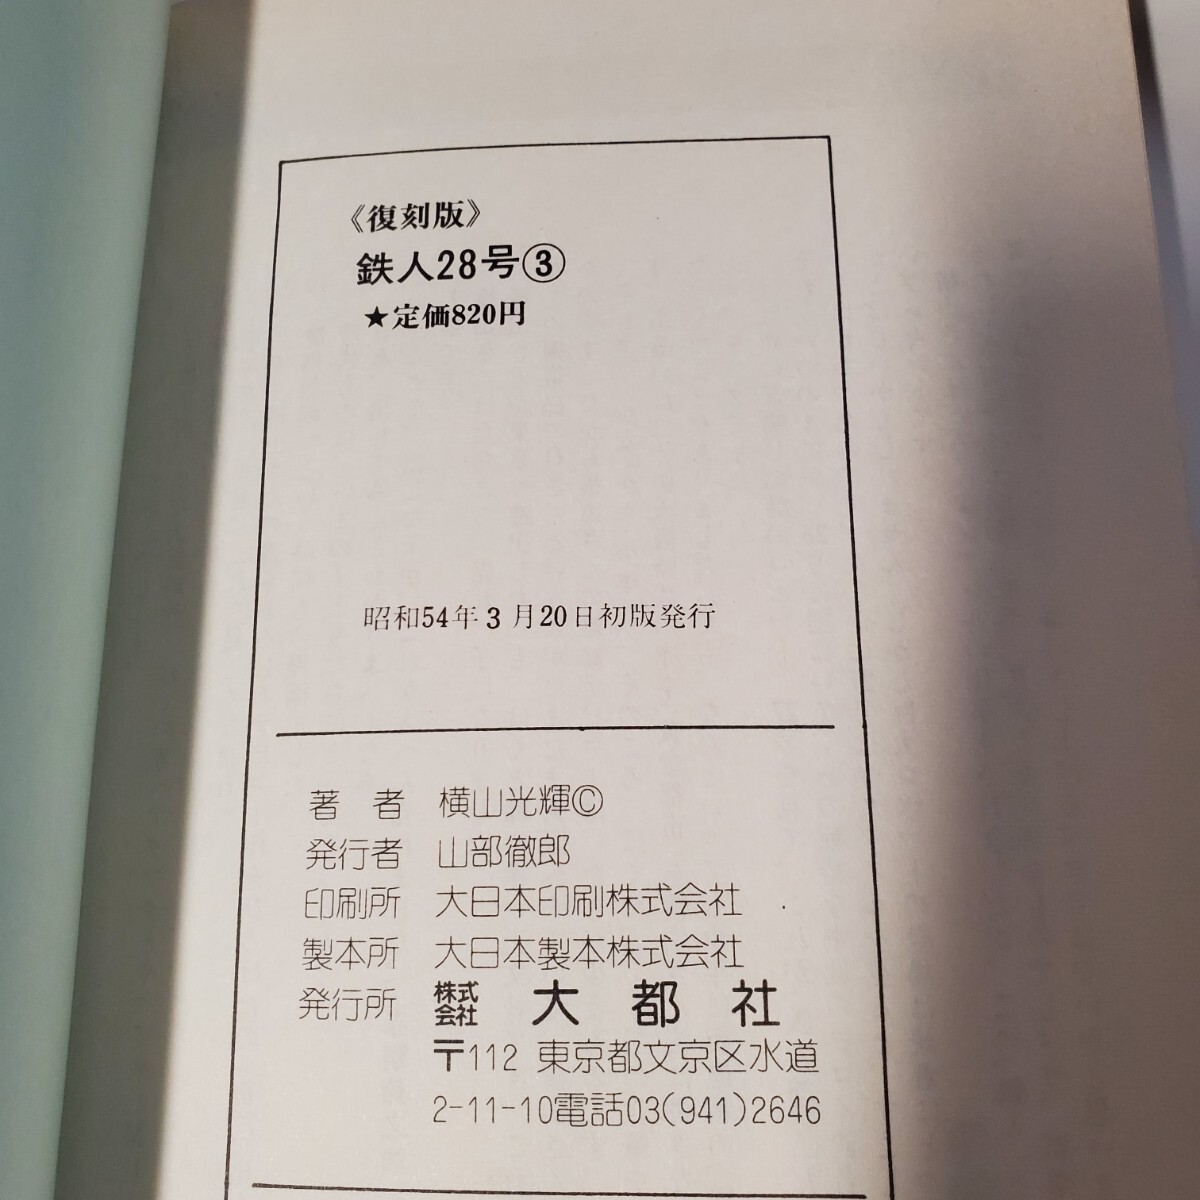 《復刻版》
鉄人28号③
★定価820円
昭和54年3月20日初版発行
著者 横山光輝©
発行者 山部徹郎
印刷所 大日本印刷株式会社
製本所 大日本製本株式会社
発行所 株式会社 大都社
〒112 東京都文京区水道
2-11-10電話03(941)2646